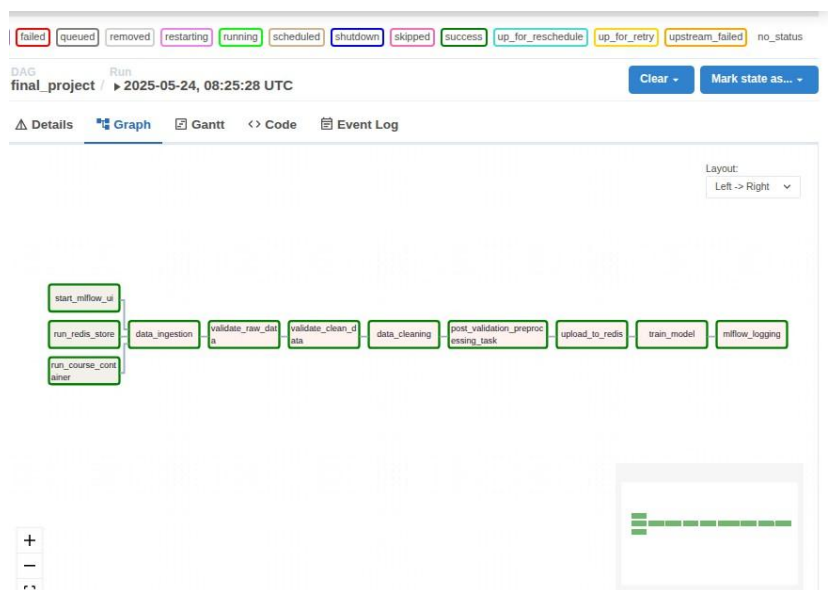 failed queued removed restarting running scheduled shutdown skipped success up_for_reschedule up_for_retry upstream_failed no_status
DAG Run
final_project / 2025-05-24, 08:25:28 UTC
Clear Mark state as...
Details Graph Gantt Code Event Log
Layout:
Left -> Right
start_mlflow_ui
run_redis_store data_ingestion
validate_raw_dat
a
validate_clean_d
ata
data_cleaning
post_validation_preproc
essing_task
upload_to_redis train_model mlflow_logging
run_course_cont
ainer